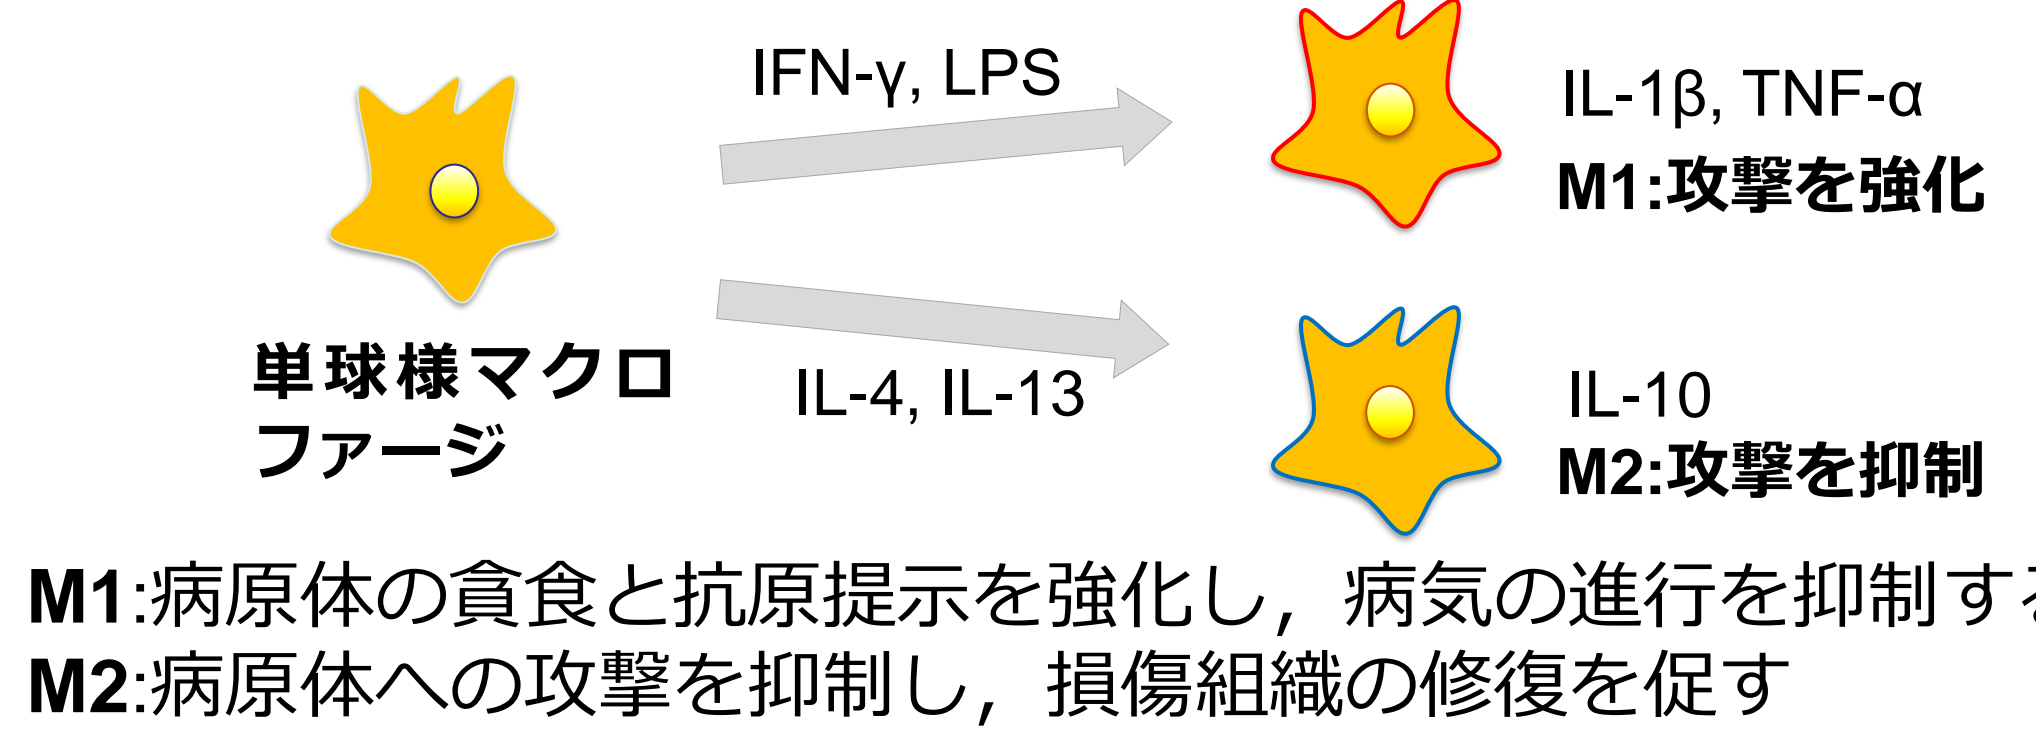 IFN-γ, LPS
IL-1β, TNF-α
M1:攻撃を強化
単球様マクロ
ファージ
IL-4, IL-13
IL-10
M2:攻撃を抑制
M1:病原体の貪食と抗原提示を強化し，病気の進行を抑制する
M2:病原体への攻撃を抑制し，損傷組織の修復を促す